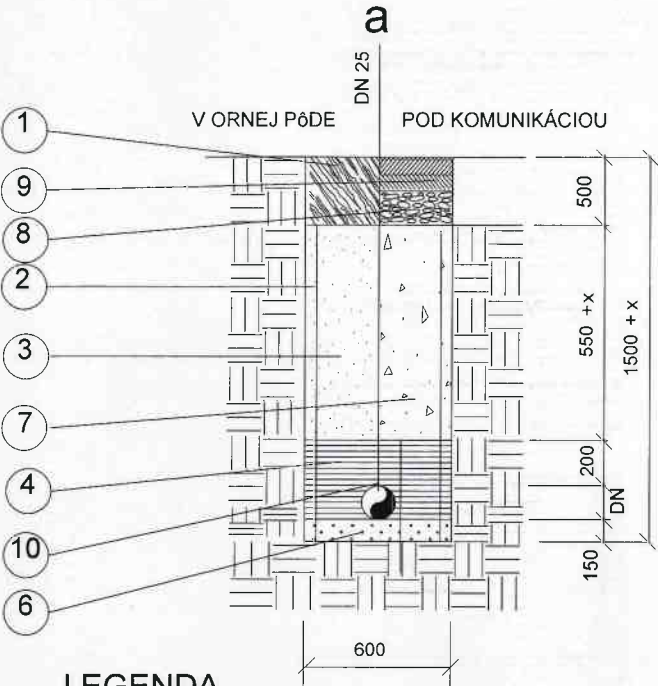 a
DN 25
V ORNEJ PôDE
POD KOMUNIKÁCIOU
1
9
8
2
3
7
4
10
6
500
550 +x
1500 + x
200
DN
150
600
LEGENDA